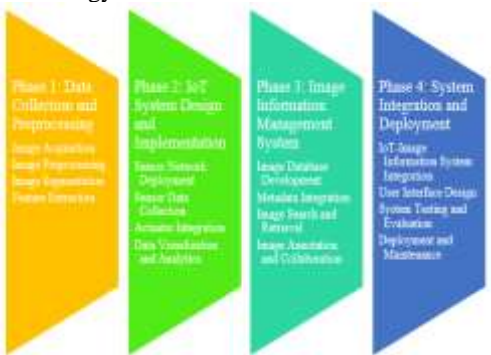 Phase 1: Data
Collection and
Preprocessing
Image Acquisition
Image Preprocessing
Image Segmentation
Feature Extraction
Phase 2: IoT
System Design
and
Implementation
Sensor Network
Deployment
Sensor Data
Collection
Actuator Integration
Data Visualization
and Analytics
Phase 3: Image
Information
Management
System
Image Database
Development
Metadata Integration
Image Search and
Retrieval
Image Annotation
and Collaboration
Phase 4: System
Integration and
Deployment
IoT-Image
Information System
Integration
User Interface Design
System Testing and
Evaluation
Deployment and
Maintenance